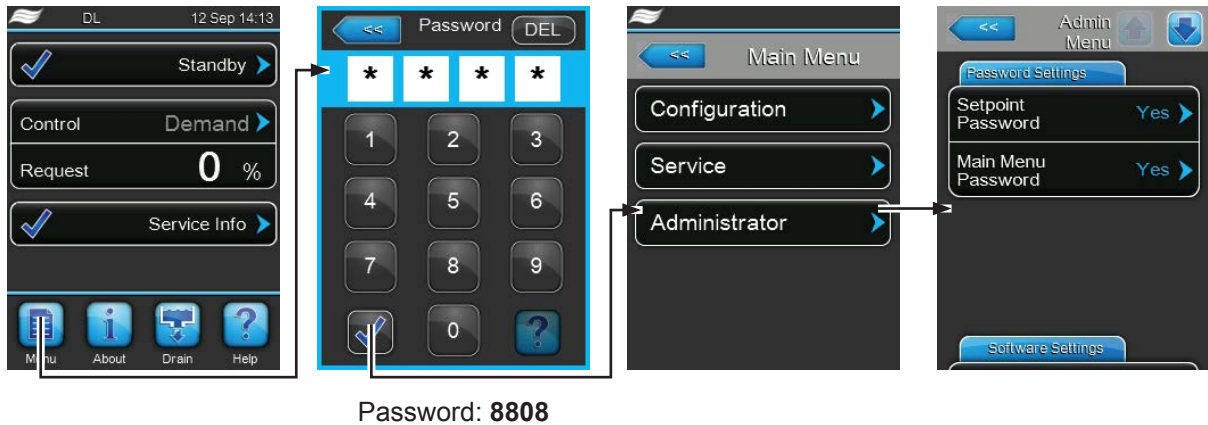 DL 12 Sep 14:13
Standby
Control Demand
Request 0 %
Service Info
Menu About Drain Help
<< Password DEL
* * * *
1 2 3
4 5 6
7 8 9
0 ?
Password: 8808
<< Main Menu
Configuration
Service
Administrator
<< Admin
Menu
Password Settings
Setpoint
Password Yes
Main Menu
Password Yes
Software Settings